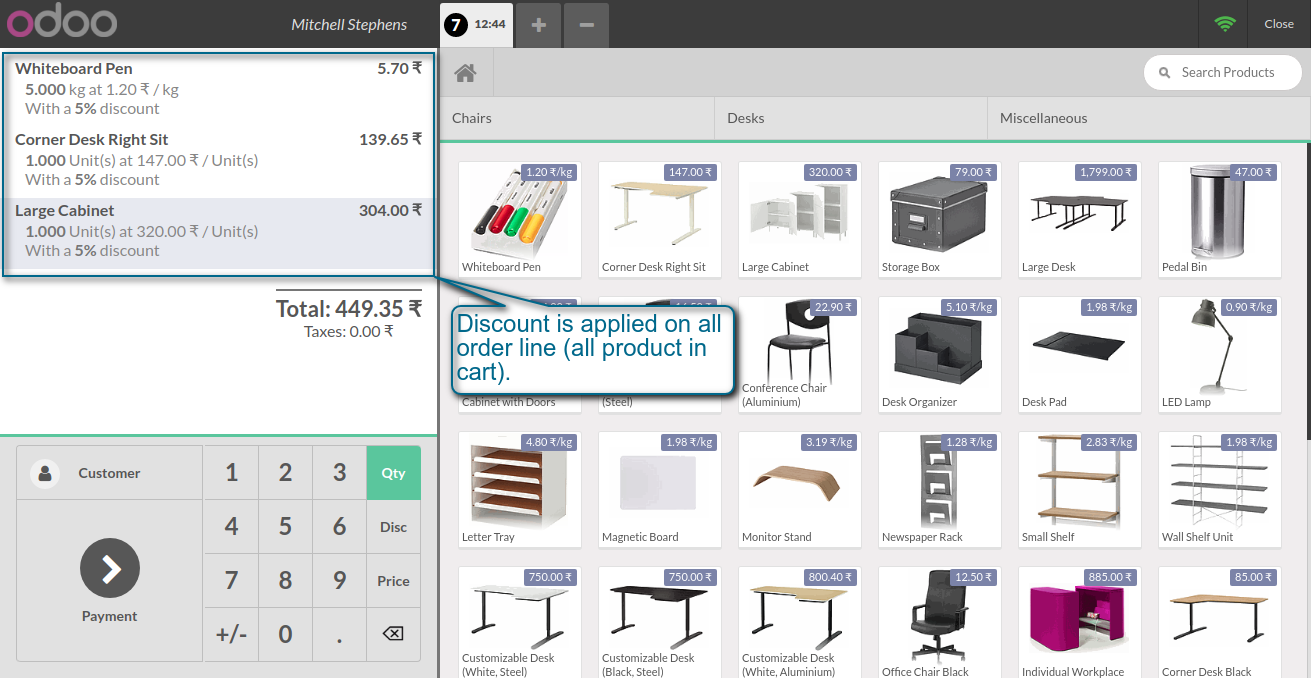 odoo
Mitchell Stephens
7 12:44
Close
Whiteboard Pen 5.70 ₹
5.000 kg at 1.20 ₹ / kg
With a 5% discount
Corner Desk Right Sit 139.65 ₹
1.000 Unit(s) at 147.00 ₹ / Unit(s)
With a 5% discount
Large Cabinet 304.00 ₹
1.000 Unit(s) at 320.00 ₹ / Unit(s)
With a 5% discount
Total: 449.35 ₹
Taxes: 0.00 ₹
Customer
Payment
1 2 3 Qty
4 5 6 Disc
7 8 9 Price
+/- 0 .
Search Products
Chairs Desks Miscellaneous
1.20 ₹/kg 147.00 ₹ 320.00 ₹ 79.00 ₹ 1,799.00 ₹ 47.00 ₹
Whiteboard Pen Corner Desk Right Sit Large Cabinet Storage Box Large Desk Pedal Bin
22.90 ₹ 5.10 ₹/kg 1.98 ₹/kg 0.90 ₹/kg
Discount is applied on all
order line (all product in
cart).
Conference Chair
Cabinet with Doors (Steel) (Aluminium) Desk Organizer Desk Pad LED Lamp
4.80 ₹/kg 1.98 ₹/kg 3.19 ₹/kg 1.28 ₹/kg 2.83 ₹/kg 1.98 ₹/kg
Letter Tray Magnetic Board Monitor Stand Newspaper Rack Small Shelf Wall Shelf Unit
750.00 ₹ 750.00 ₹ 800.40 ₹ 12.50 ₹ 885.00 ₹ 85.00 ₹
Customizable Desk Customizable Desk Customizable Desk
(White, Steel) (Black, Steel) (White, Aluminium) Office Chair Black Individual Workplace Corner Desk Black